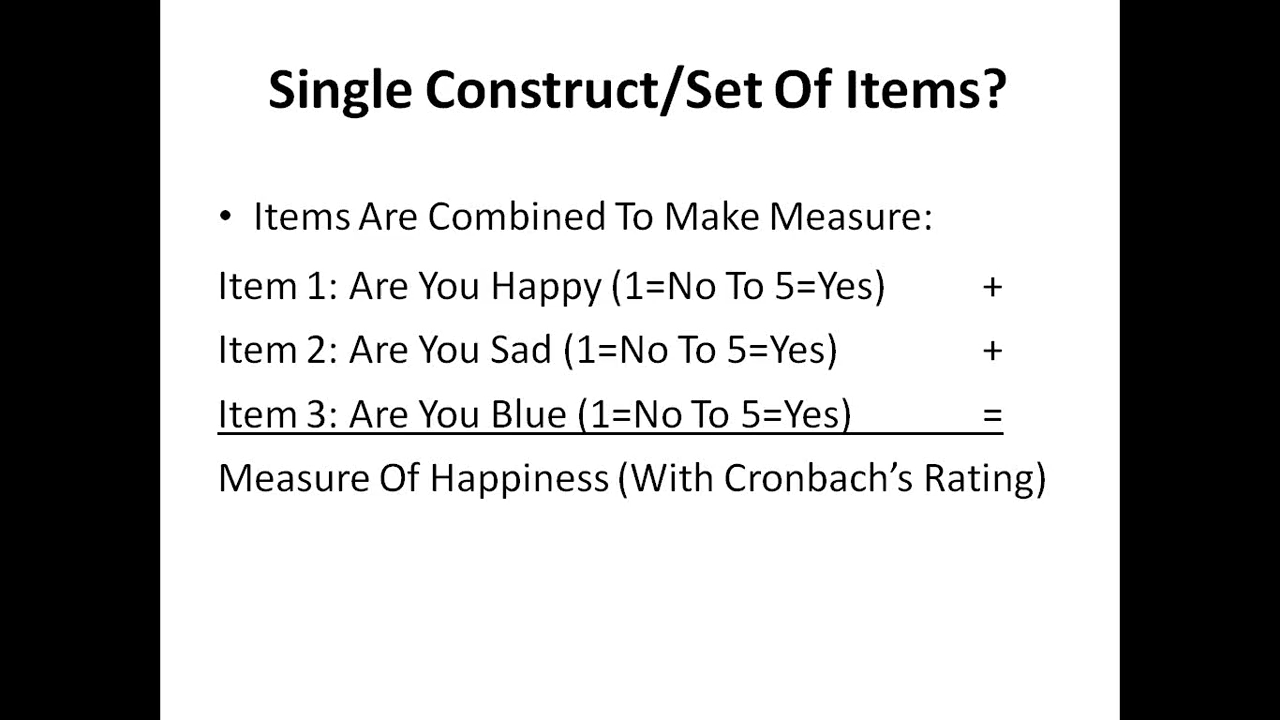 Single Construct/Set Of Items?
• Items Are Combined To Make Measure:
Item 1: Are You Happy (1=No To 5=Yes) +
Item 2: Are You Sad (1=No To 5=Yes) +
Item 3: Are You Blue (1=No To 5=Yes) =
Measure Of Happiness (With Cronbach’s Rating)